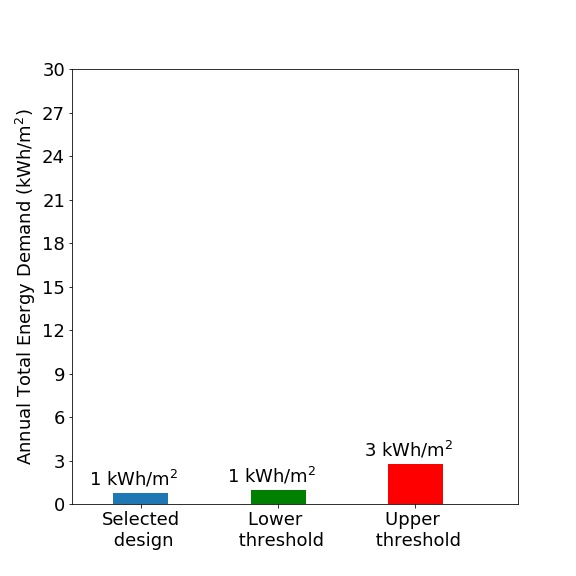 30
27
24
21
18
15
12
9
6
3
0
Annual Total Energy Demand (kWh/m²)
1 kWh/m²
1 kWh/m²
3 kWh/m²
Selected
design
Lower
threshold
Upper
threshold